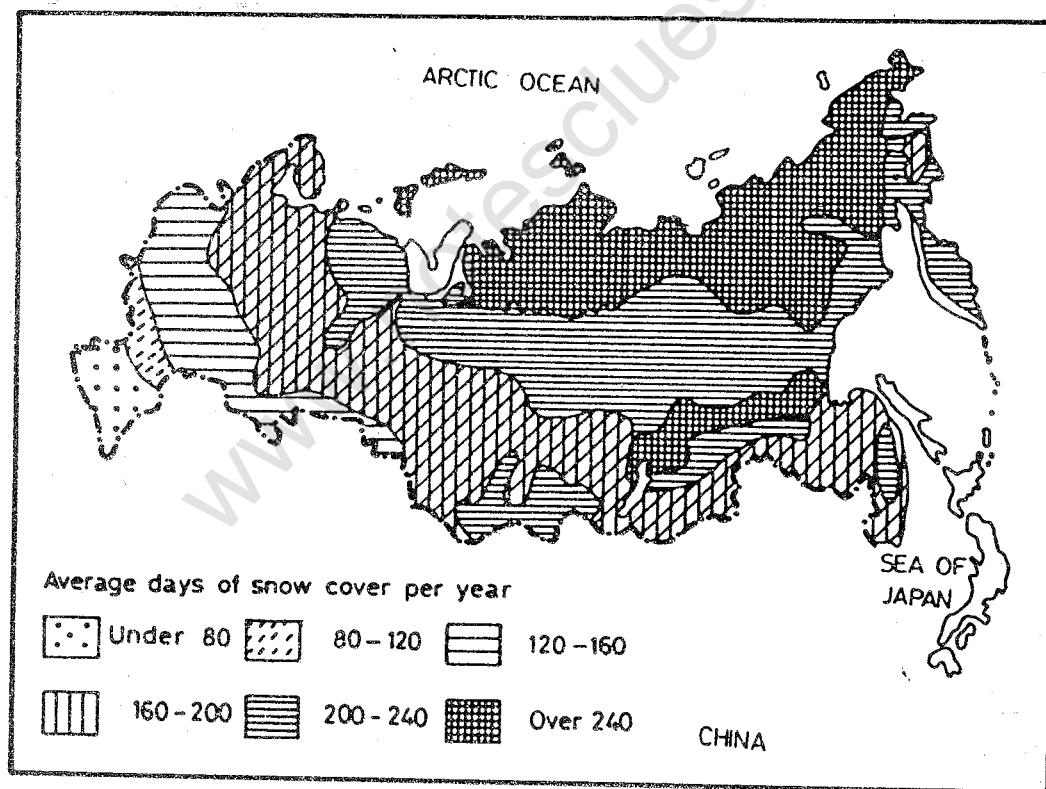 ARCTIC OCEAN
SEA OF
JAPAN
Average days of snow cover per year
Under 80 80-120 120-160
160-200 200-240 Over 240
CHINA